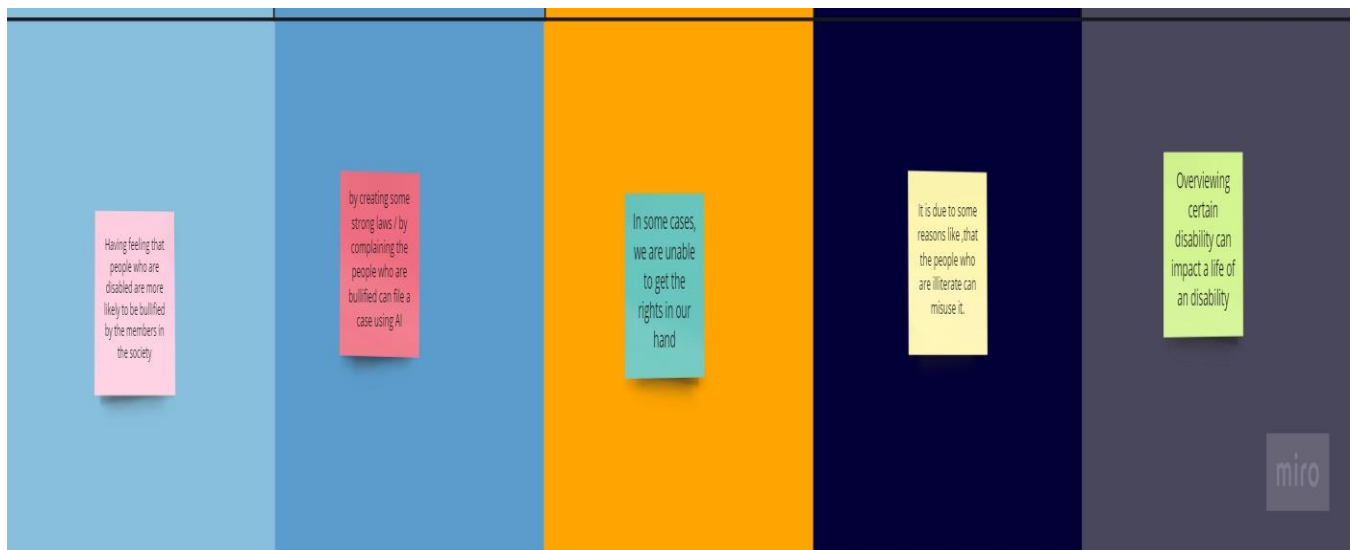 Having feeling that
people who are
disabled are more
likely to be bullified
by the members in
the society
by creating some
strong laws / by
complaining the
people who are
bullified can file a
case using AI
In some cases,
we are unable
to get the
rights in our
hand
It is due to some
reasons like ,that
the people who
are illiterate can
misuse it.
Overviewing
certain
disability can
impact a life of
an disability
miro